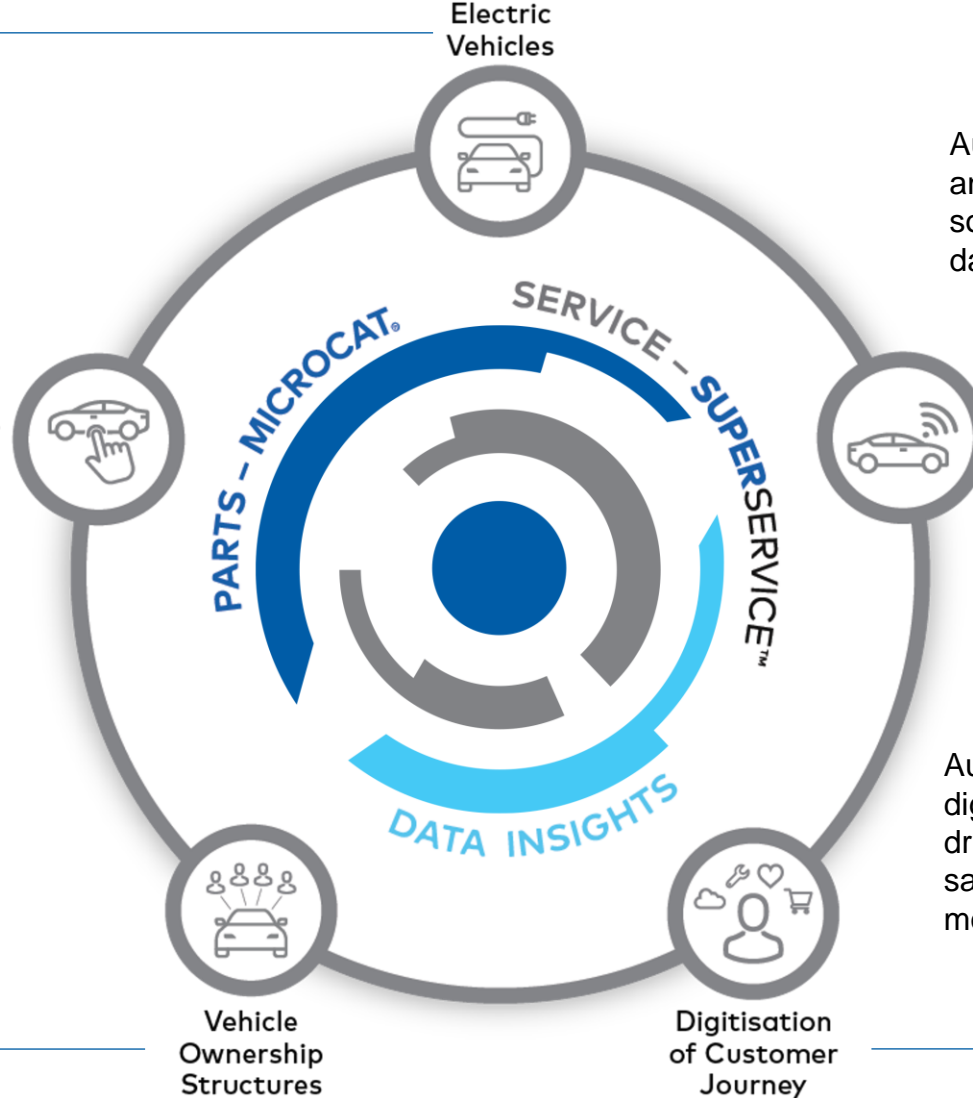 Electric
Vehicles
PARTS – MICROCAT®
SERVICE – SUPERSERVICE™
DATA INSIGHTS
Vehicle
Ownership
Structures
Digitisation
of Customer
Journey